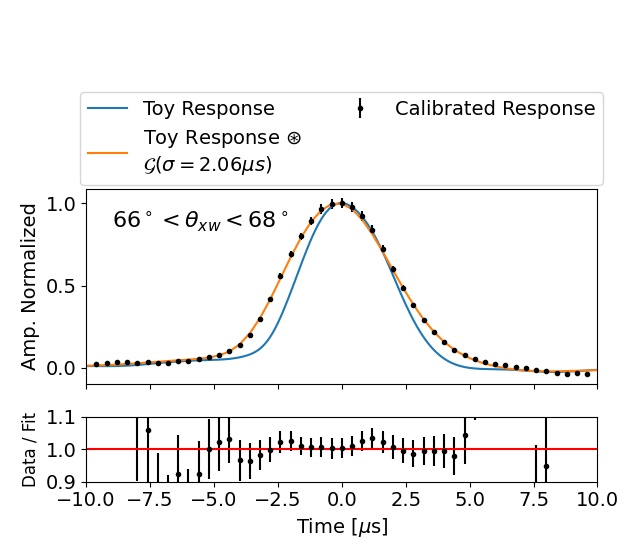 Toy Response
Calibrated Response
Toy Response ⊛
𝒢(σ = 2.06μs)
66° < θxw < 68°
Amp. Normalized
1.0
0.5
0.0
Data / Fit
1.1
1.0
0.9
−10.0 −7.5 −5.0 −2.5 0.0 2.5 5.0 7.5 10.0
Time [μs]